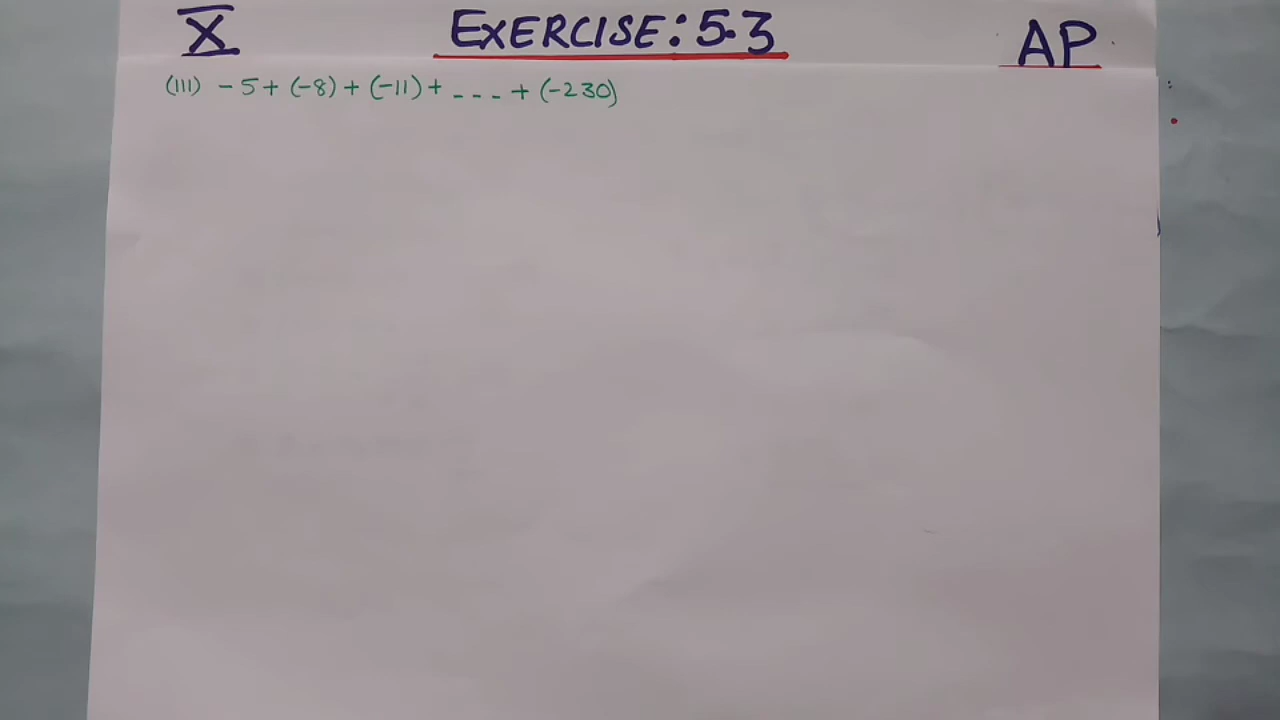 X EXERCISE: 5.3 AP
(III) - 5 + (-8) + (-11) + - - - + (-230)